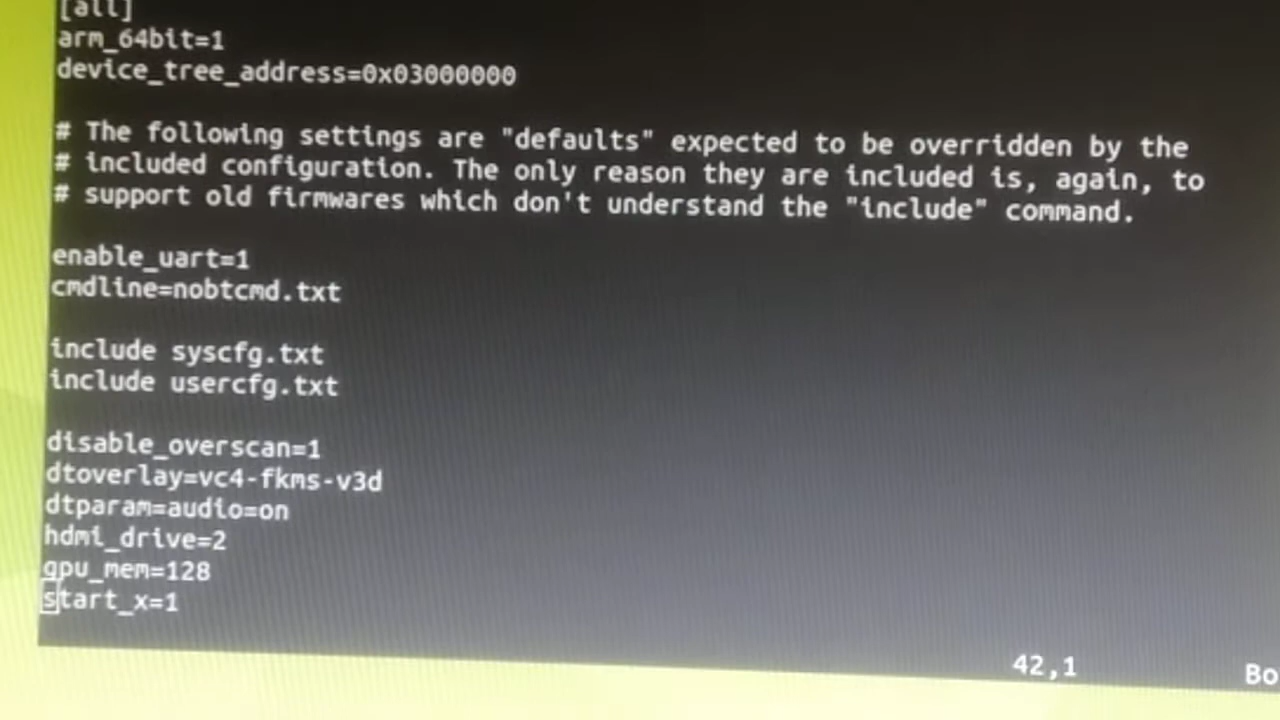 [all]
arm_64bit=1
device_tree_address=0x03000000
# The following settings are "defaults" expected to be overridden by the
# included configuration. The only reason they are included is, again, to
# support old firmwares which don't understand the "include" command.
enable_uart=1
cmdline=nobtcmd.txt
include syscfg.txt
include usercfg.txt
disable_overscan=1
dtoverlay=vc4-fkms-v3d
dtparam=audio=on
hdmi_drive=2
gpu_mem=128
start_x=1
42,1
Bo